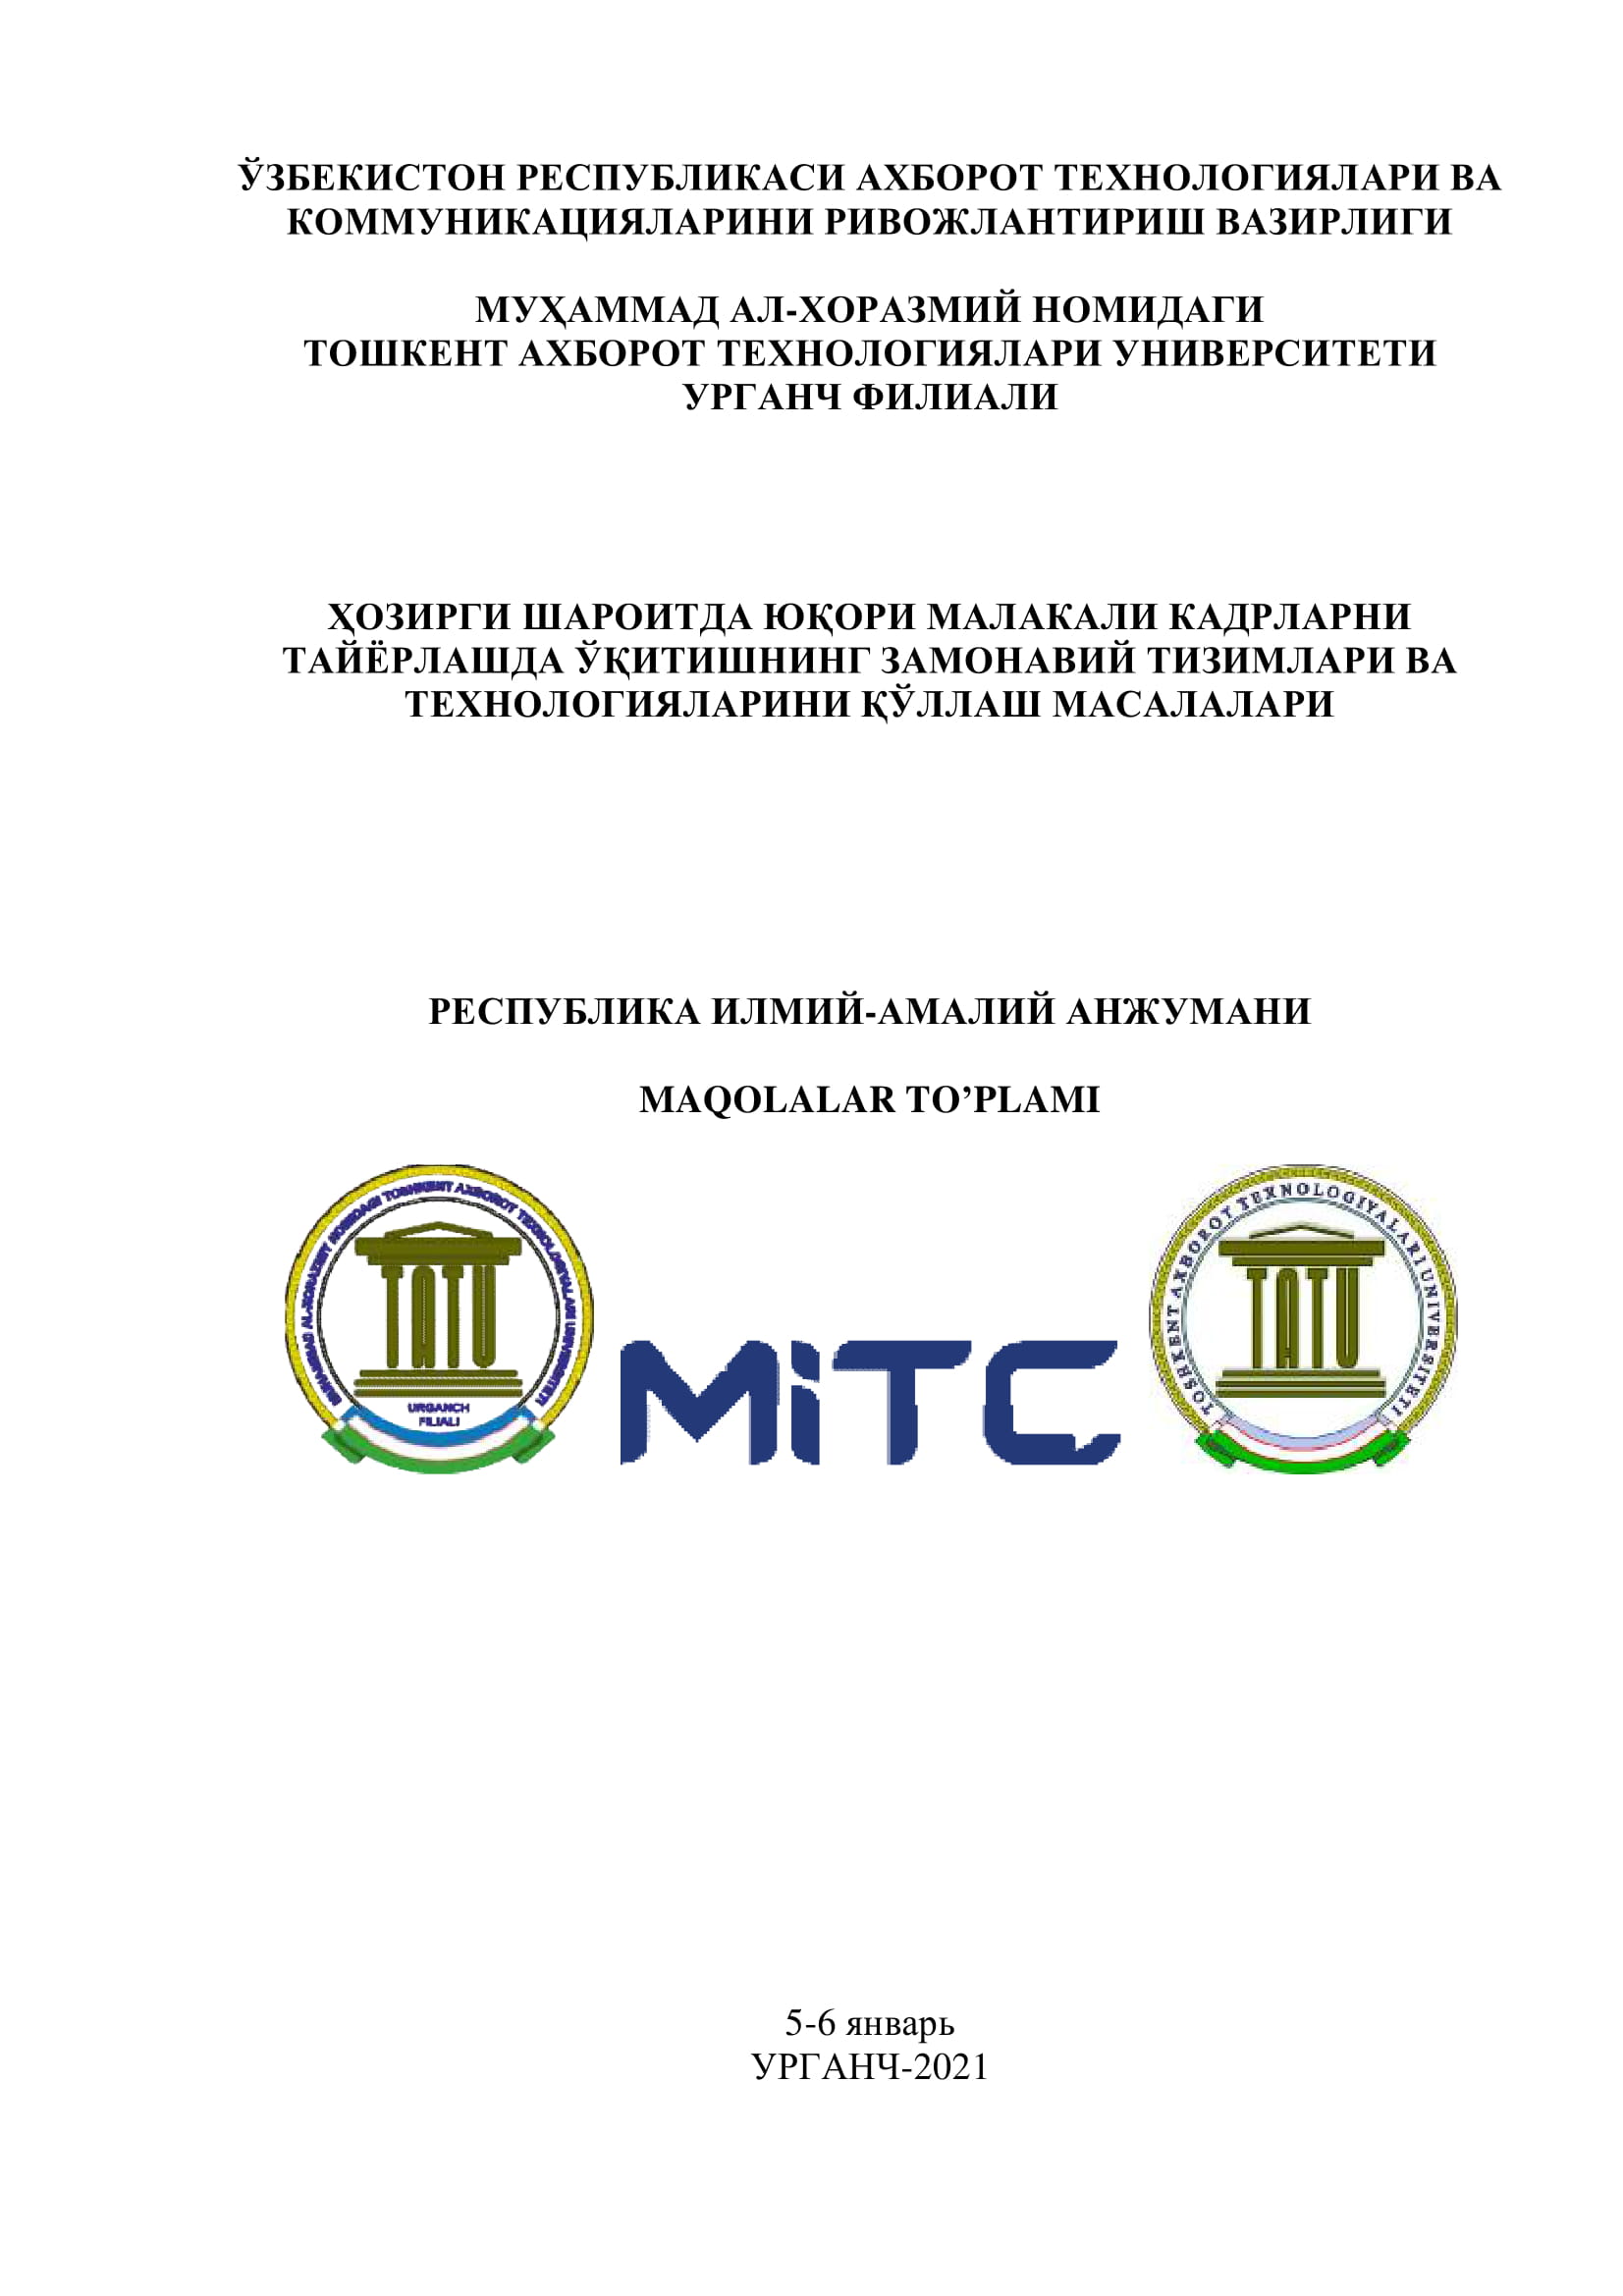 ЎЗБЕКИСТОН РЕСПУБЛИКАСИ АХБОРОТ ТЕХНОЛОГИЯЛАРИ ВА
КОММУНИКАЦИЯЛАРИНИ РИВОЖЛАНТИРИШ ВАЗИРЛИГИ
МУҲАММАД АЛ-ХОРАЗМИЙ НОМИДАГИ
ТОШКЕНТ АХБОРОТ ТЕХНОЛОГИЯЛАРИ УНИВЕРСИТЕТИ
УРГАНЧ ФИЛИАЛИ
ҲОЗИРГИ ШАРОИТДА ЮҚОРИ МАЛАКАЛИ КАДРЛАРНИ
ТАЙЁРЛАШДА ЎҚИТИШНИНГ ЗАМОНАВИЙ ТИЗИМЛАРИ ВА
ТЕХНОЛОГИЯЛАРИНИ ҚЎЛЛАШ МАСАЛАЛАРИ
РЕСПУБЛИКА ИЛМИЙ-АМАЛИЙ АНЖУМАНИ
MAQOLALAR TO’PLAMI
MUHAMMAD AL-XORAZMIY NOMIDAGI TOSHKENT AXBOROT TEXNOLOGIYALARI UNIVERSITETI
TATU
URGANCH
FILIALI
MiTC
TOSHKENT AXBOROT TEXNOLOGIYALARI UNIVERSITETI
TATU
5-6 январь
УРГАНЧ-2021